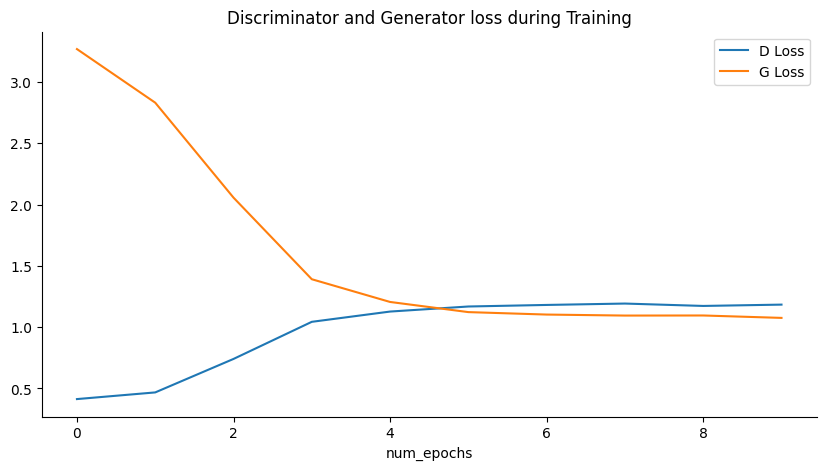 Discriminator and Generator loss during Training
D Loss
G Loss
3.0
2.5
2.0
1.5
1.0
0.5
0 2 4 6 8
num_epochs